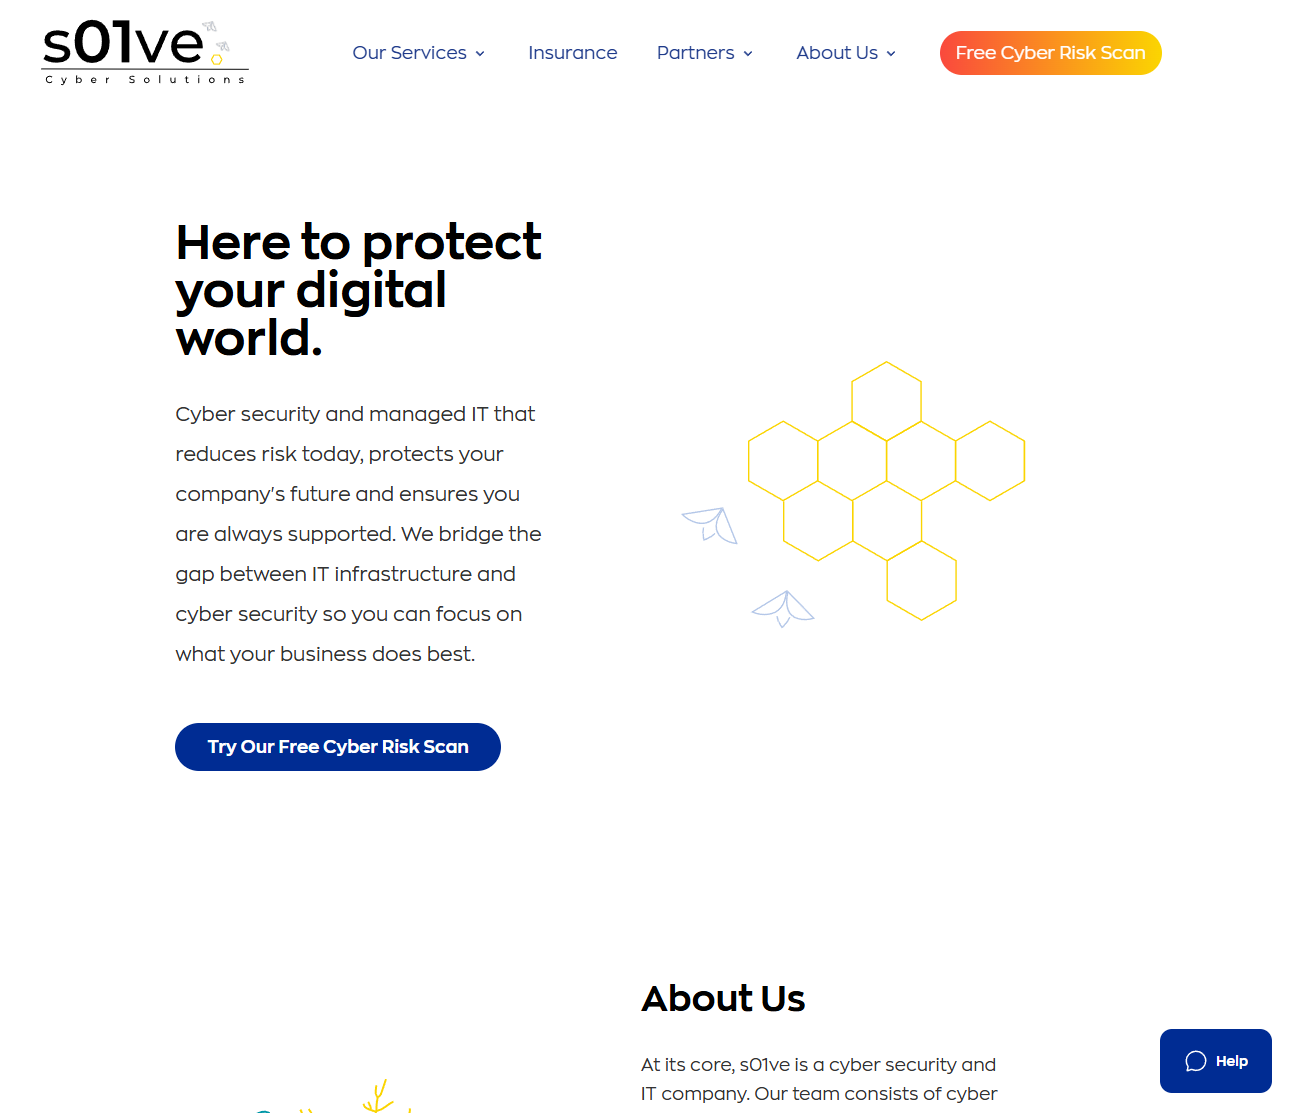 s01ve
Cyber Solutions
Our Services
Insurance
Partners
About Us
Free Cyber Risk Scan
Here to protect
your digital
world.
Cyber security and managed IT that
reduces risk today, protects your
company's future and ensures you
are always supported. We bridge the
gap between IT infrastructure and
cyber security so you can focus on
what your business does best.
Try Our Free Cyber Risk Scan
About Us
At its core, s01ve is a cyber security and
IT company. Our team consists of cyber
Help